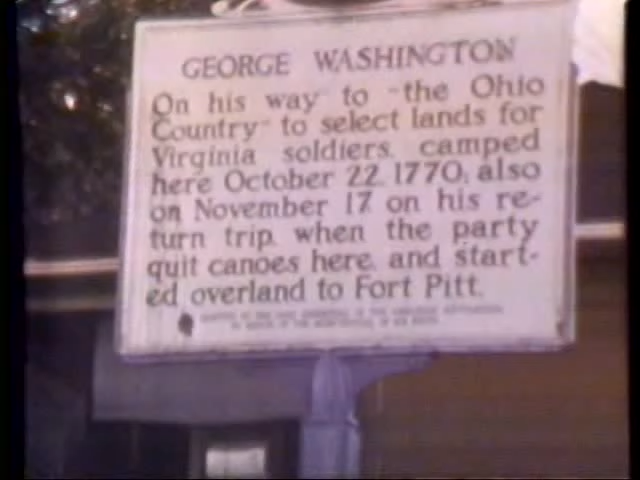 GEORGE WASHINGTON
On his way to "the Ohio
Country" to select lands for
Virginia soldiers, camped
here October 22, 1770; also
on November 17 on his re-
turn trip, when the party
quit canoes here, and start-
ed overland to Fort Pitt.